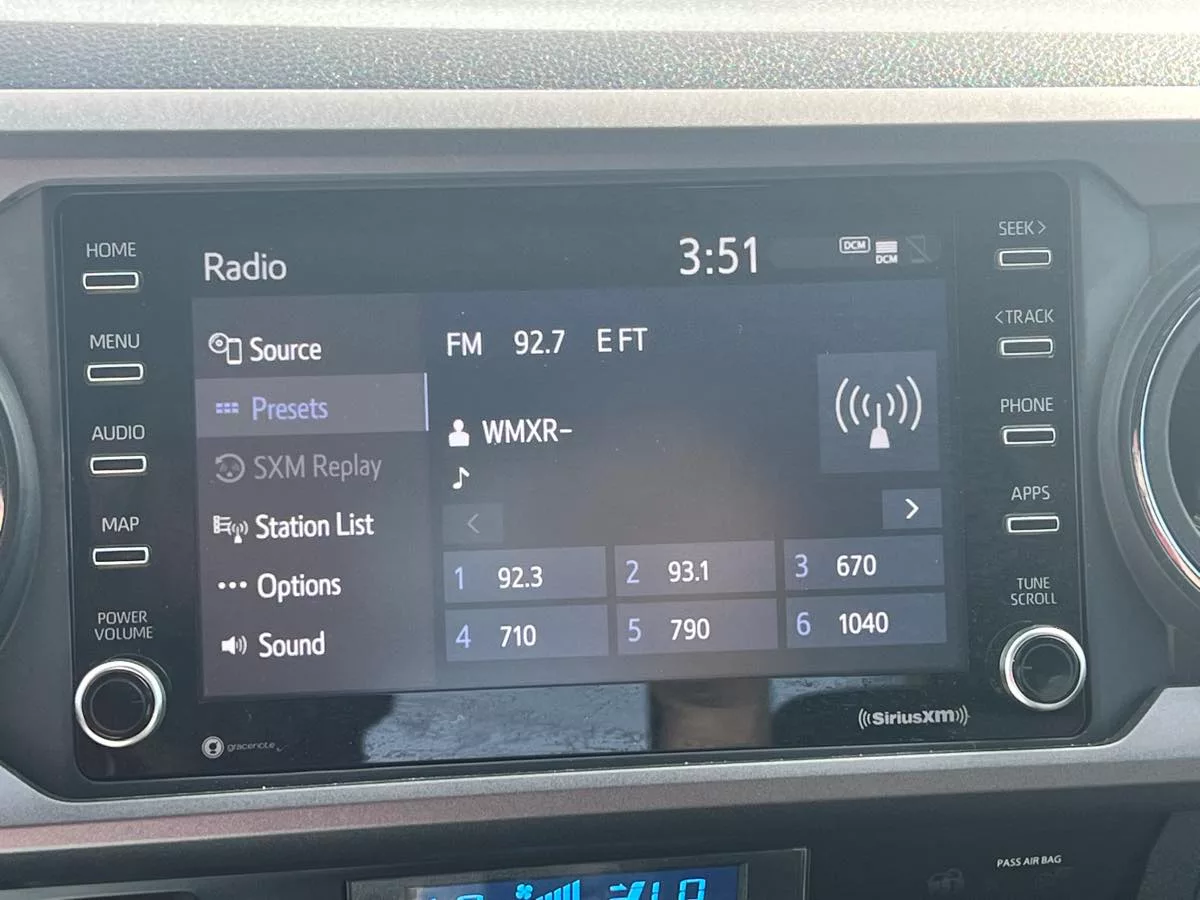 HOME
MENU
AUDIO
MAP
POWER
VOLUME
Radio
3:51
DCM
DCM
Source
Presets
SXM Replay
Station List
Options
Sound
FM 92.7 E FT
WMXR-
1 92.3
2 93.1
3 670
4 710
5 790
6 1040
SEEK>
<TRACK
PHONE
APPS
TUNE
SCROLL
gracenote
SiriusXM
PASS AIR BAG